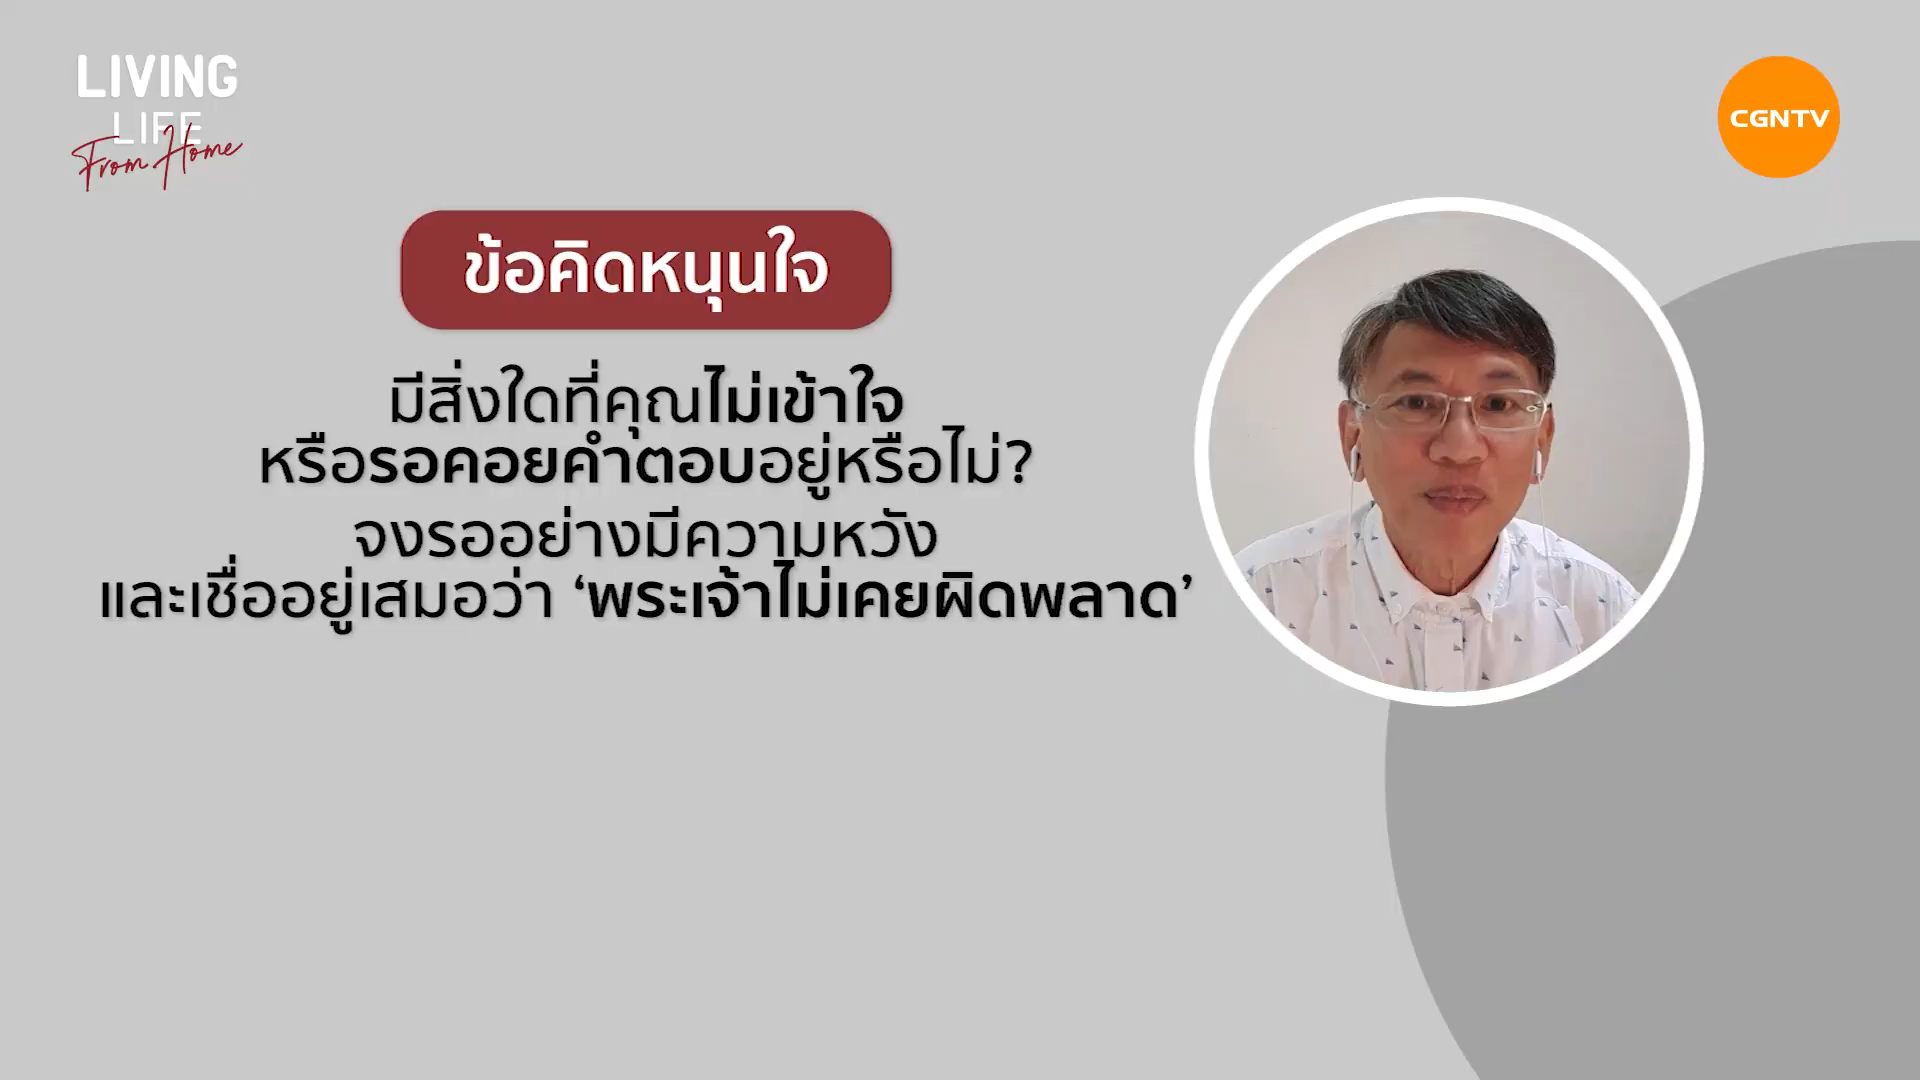 LIVING
LIFE
From Home
CGNTV
ข้อคิดหนุนใจ
มีสิ่งใดที่คุณไม่เข้าใจ
หรือรอคอยคำตอบอยู่หรือไม่?
จงรออย่างมีความหวัง
และเชื่ออยู่เสมอว่า ‘พระเจ้าไม่เคยผิดพลาด’